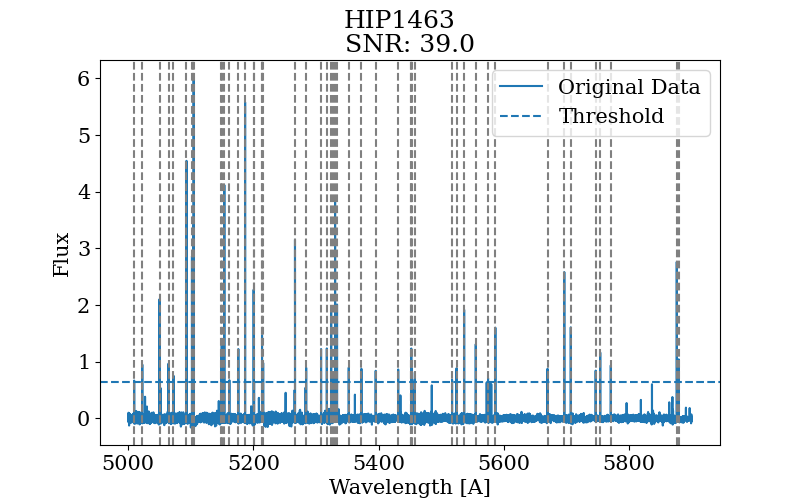 HIP1463
SNR: 39.0
Original Data
Threshold
Flux
6
5
4
3
2
1
0
5000 5200 5400 5600 5800
Wavelength [A]